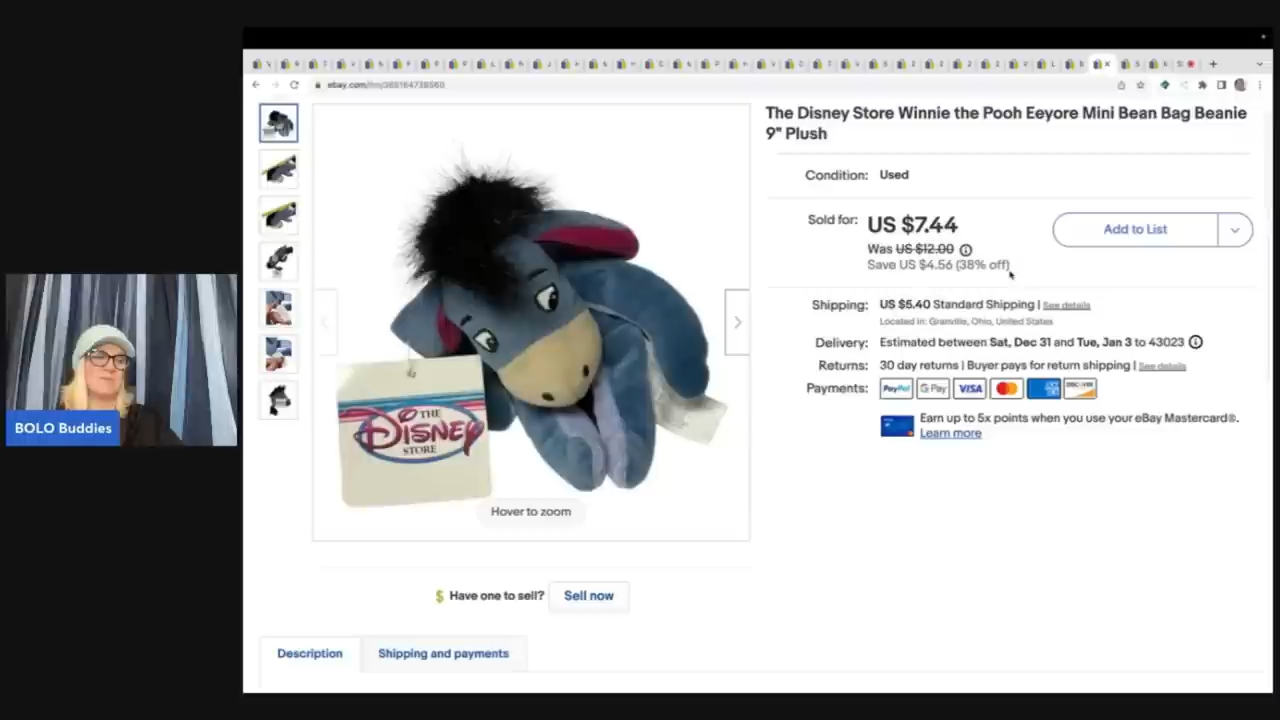 The Disney Store Winnie the Pooh Eeyore Mini Bean Bag Beanie
9" Plush
Condition: Used
Sold for: US $7.44
Add to List
Was US $12.00
Save US $4.56 (38% off)
Shipping: US $5.40 Standard Shipping | See details
Located in: Granville, Ohio, United States
Delivery: Estimated between Sat, Dec 31 and Tue, Jan 3 to 43023
Returns: 30 day returns | Buyer pays for return shipping | See details
Payments: PayPal G Pay VISA
DISCOVER
Earn up to 5x points when you use your eBay Mastercard®.
Learn more
THE
DISNEY
STORE
BOLO Buddies
Hover to zoom
$ Have one to sell? Sell now
Description
Shipping and payments